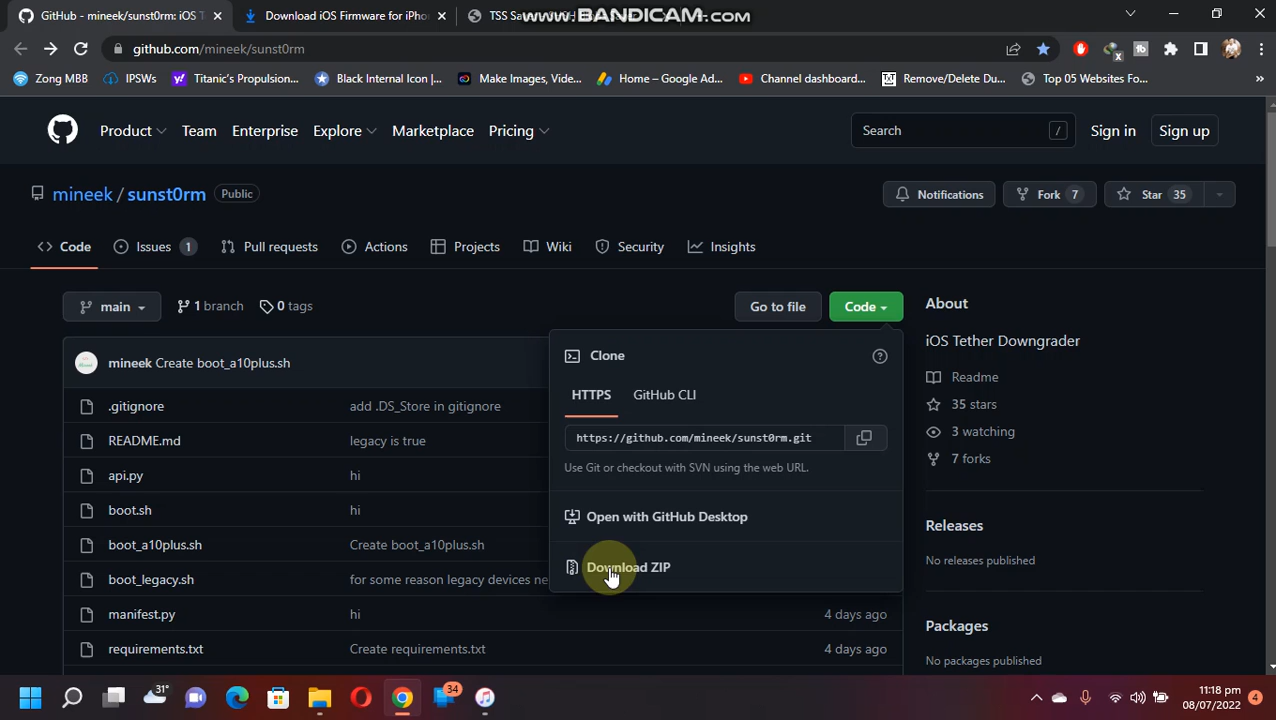 GitHub - mineek/sunst0rm: iOS T
Download iOS Firmware for iPho
TSS Sa
www.BANDICAM.com
github.com/mineek/sunst0rm
Zong MBB
IPSWs
Titanic's Propulsion...
Black Internal Icon |...
Make Images, Vide...
Home – Google Ad...
Channel dashboard...
Remove/Delete Du...
Top 05 Websites Fo...
»
Product
Team
Enterprise
Explore
Marketplace
Pricing
Search
/
Sign in
Sign up
mineek / sunst0rm
Public
Notifications
Fork 7
Star 35
Code
Issues 1
Pull requests
Actions
Projects
Wiki
Security
Insights
main
1 branch
0 tags
Go to file
Code
About
iOS Tether Downgrader
Readme
35 stars
3 watching
7 forks
Releases
No releases published
Packages
No packages published
mineek Create boot_a10plus.sh
.gitignore
add .DS_Store in gitignore
README.md
legacy is true
api.py
hi
boot.sh
hi
boot_a10plus.sh
Create boot_a10plus.sh
boot_legacy.sh
for some reason legacy devices ne
manifest.py
hi
4 days ago
requirements.txt
Create requirements.txt
4 days ago
Clone
HTTPS
GitHub CLI
https://github.com/mineek/sunst0rm.git
Use Git or checkout with SVN using the web URL.
Open with GitHub Desktop
Download ZIP
31°
34
11:18 pm
08/07/2022
4